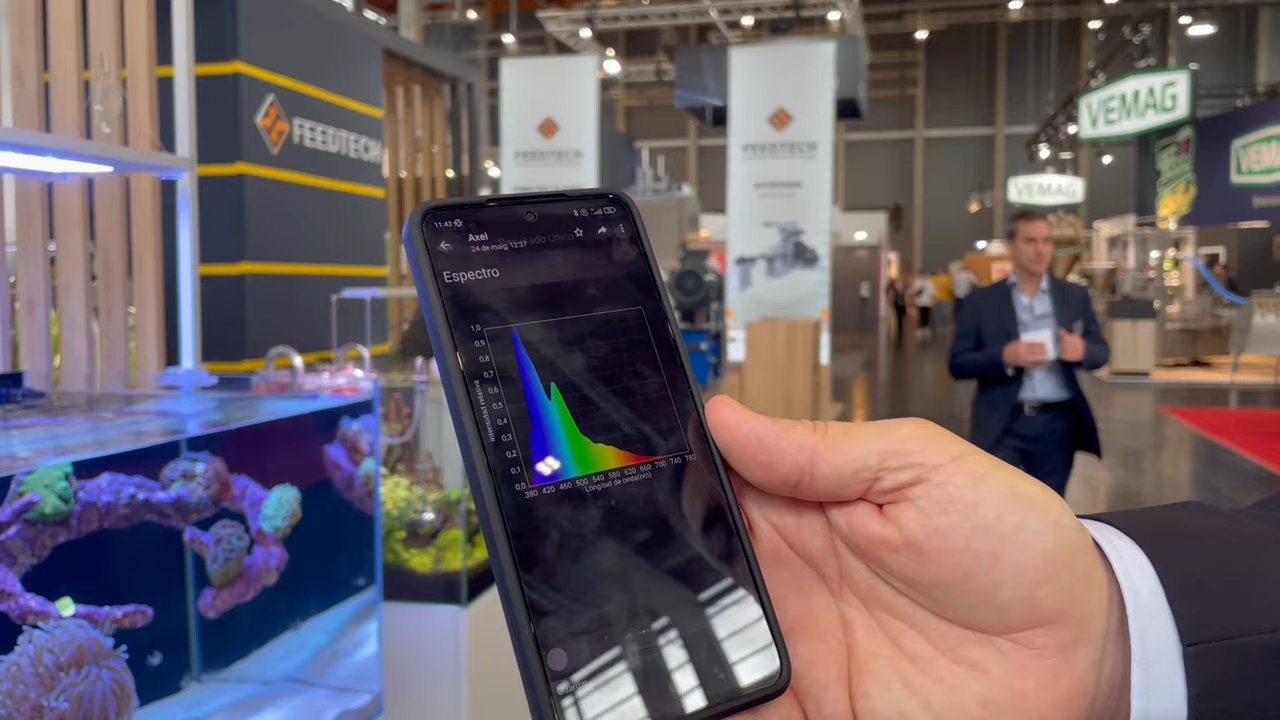 FEEDTECH
FEEDTECH
FEEDTECH
VEMAG
VEMAG
VEM
11:43
Axel
24 de maig, 12:37
Espectro
1,0
0,9
0,8
0,7
0,6
0,5
0,4
0,3
0,2
0,1
0,0
380 420 460 500 540 580 620 660 700 740 780
Longitud de onda(nm)